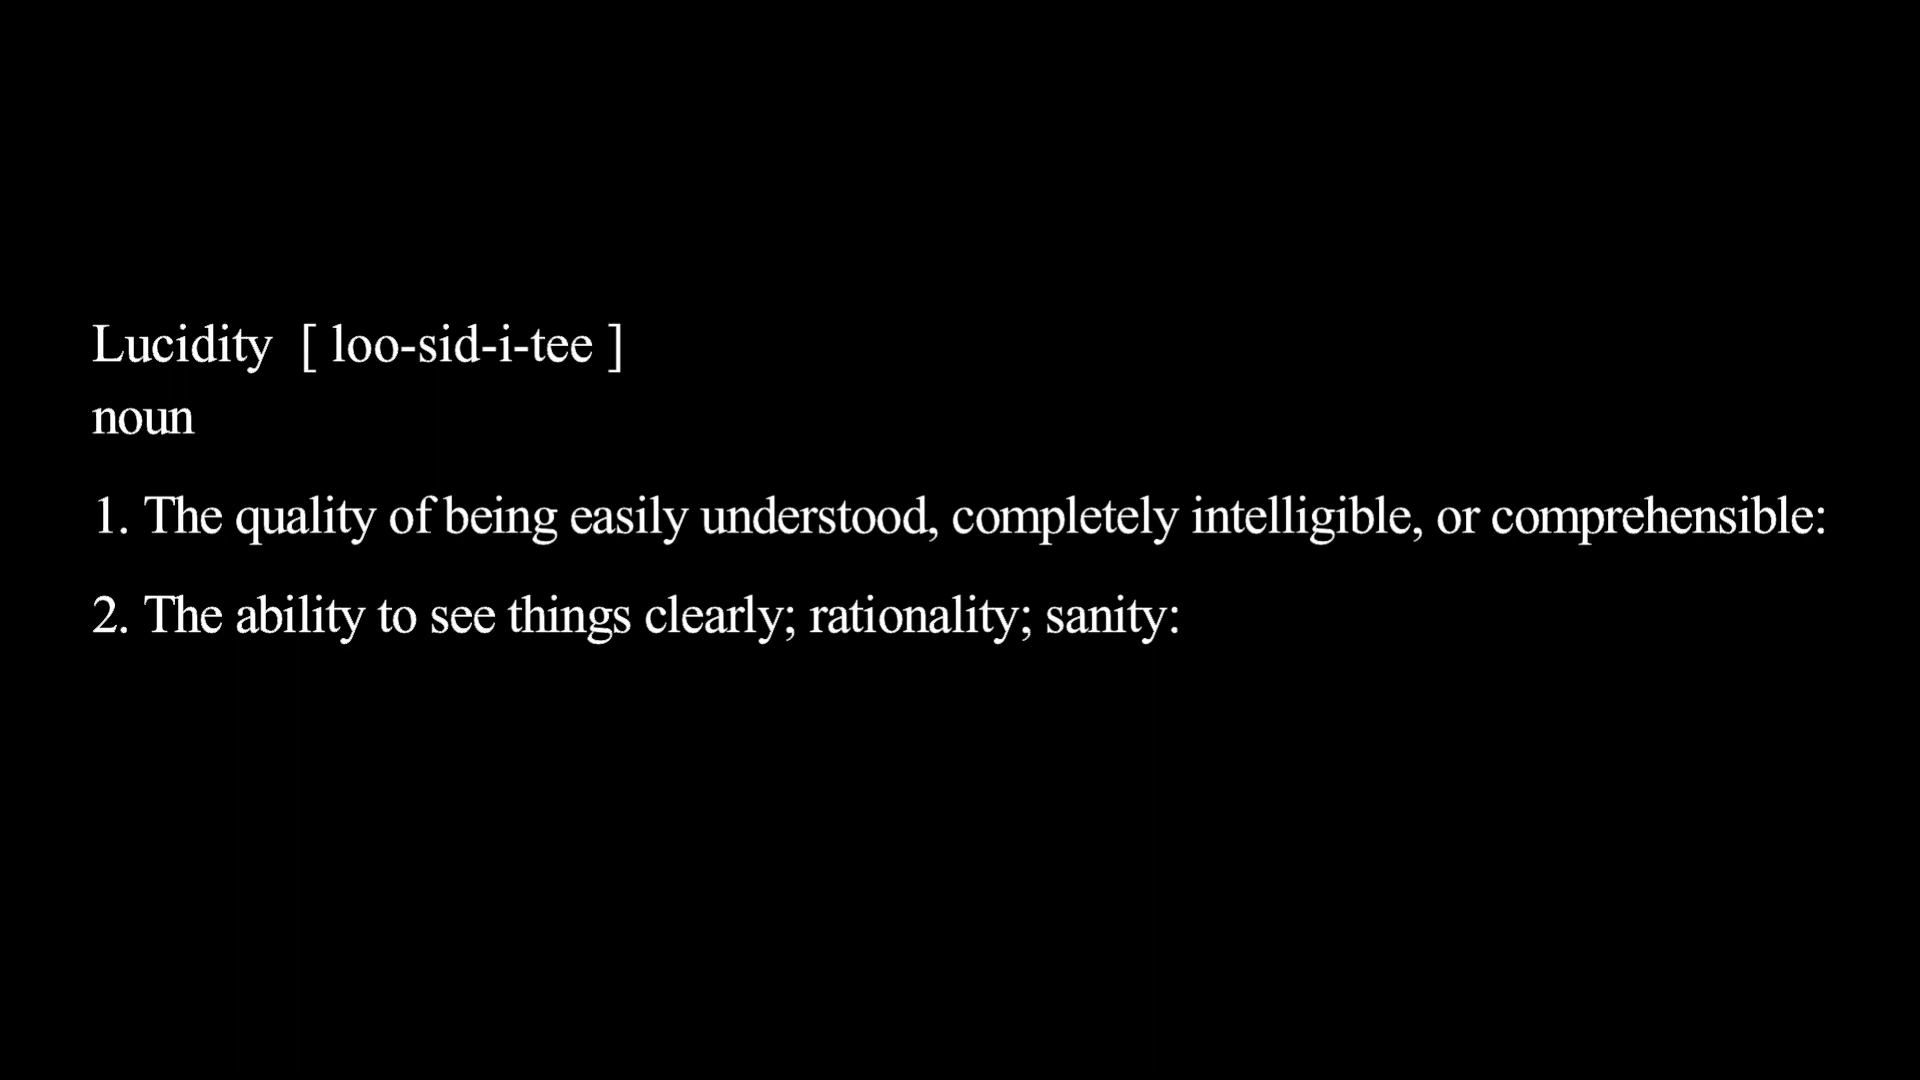 Lucidity [ loo-sid-i-tee ]
noun
1. The quality of being easily understood, completely intelligible, or comprehensible:
2. The ability to see things clearly; rationality; sanity: